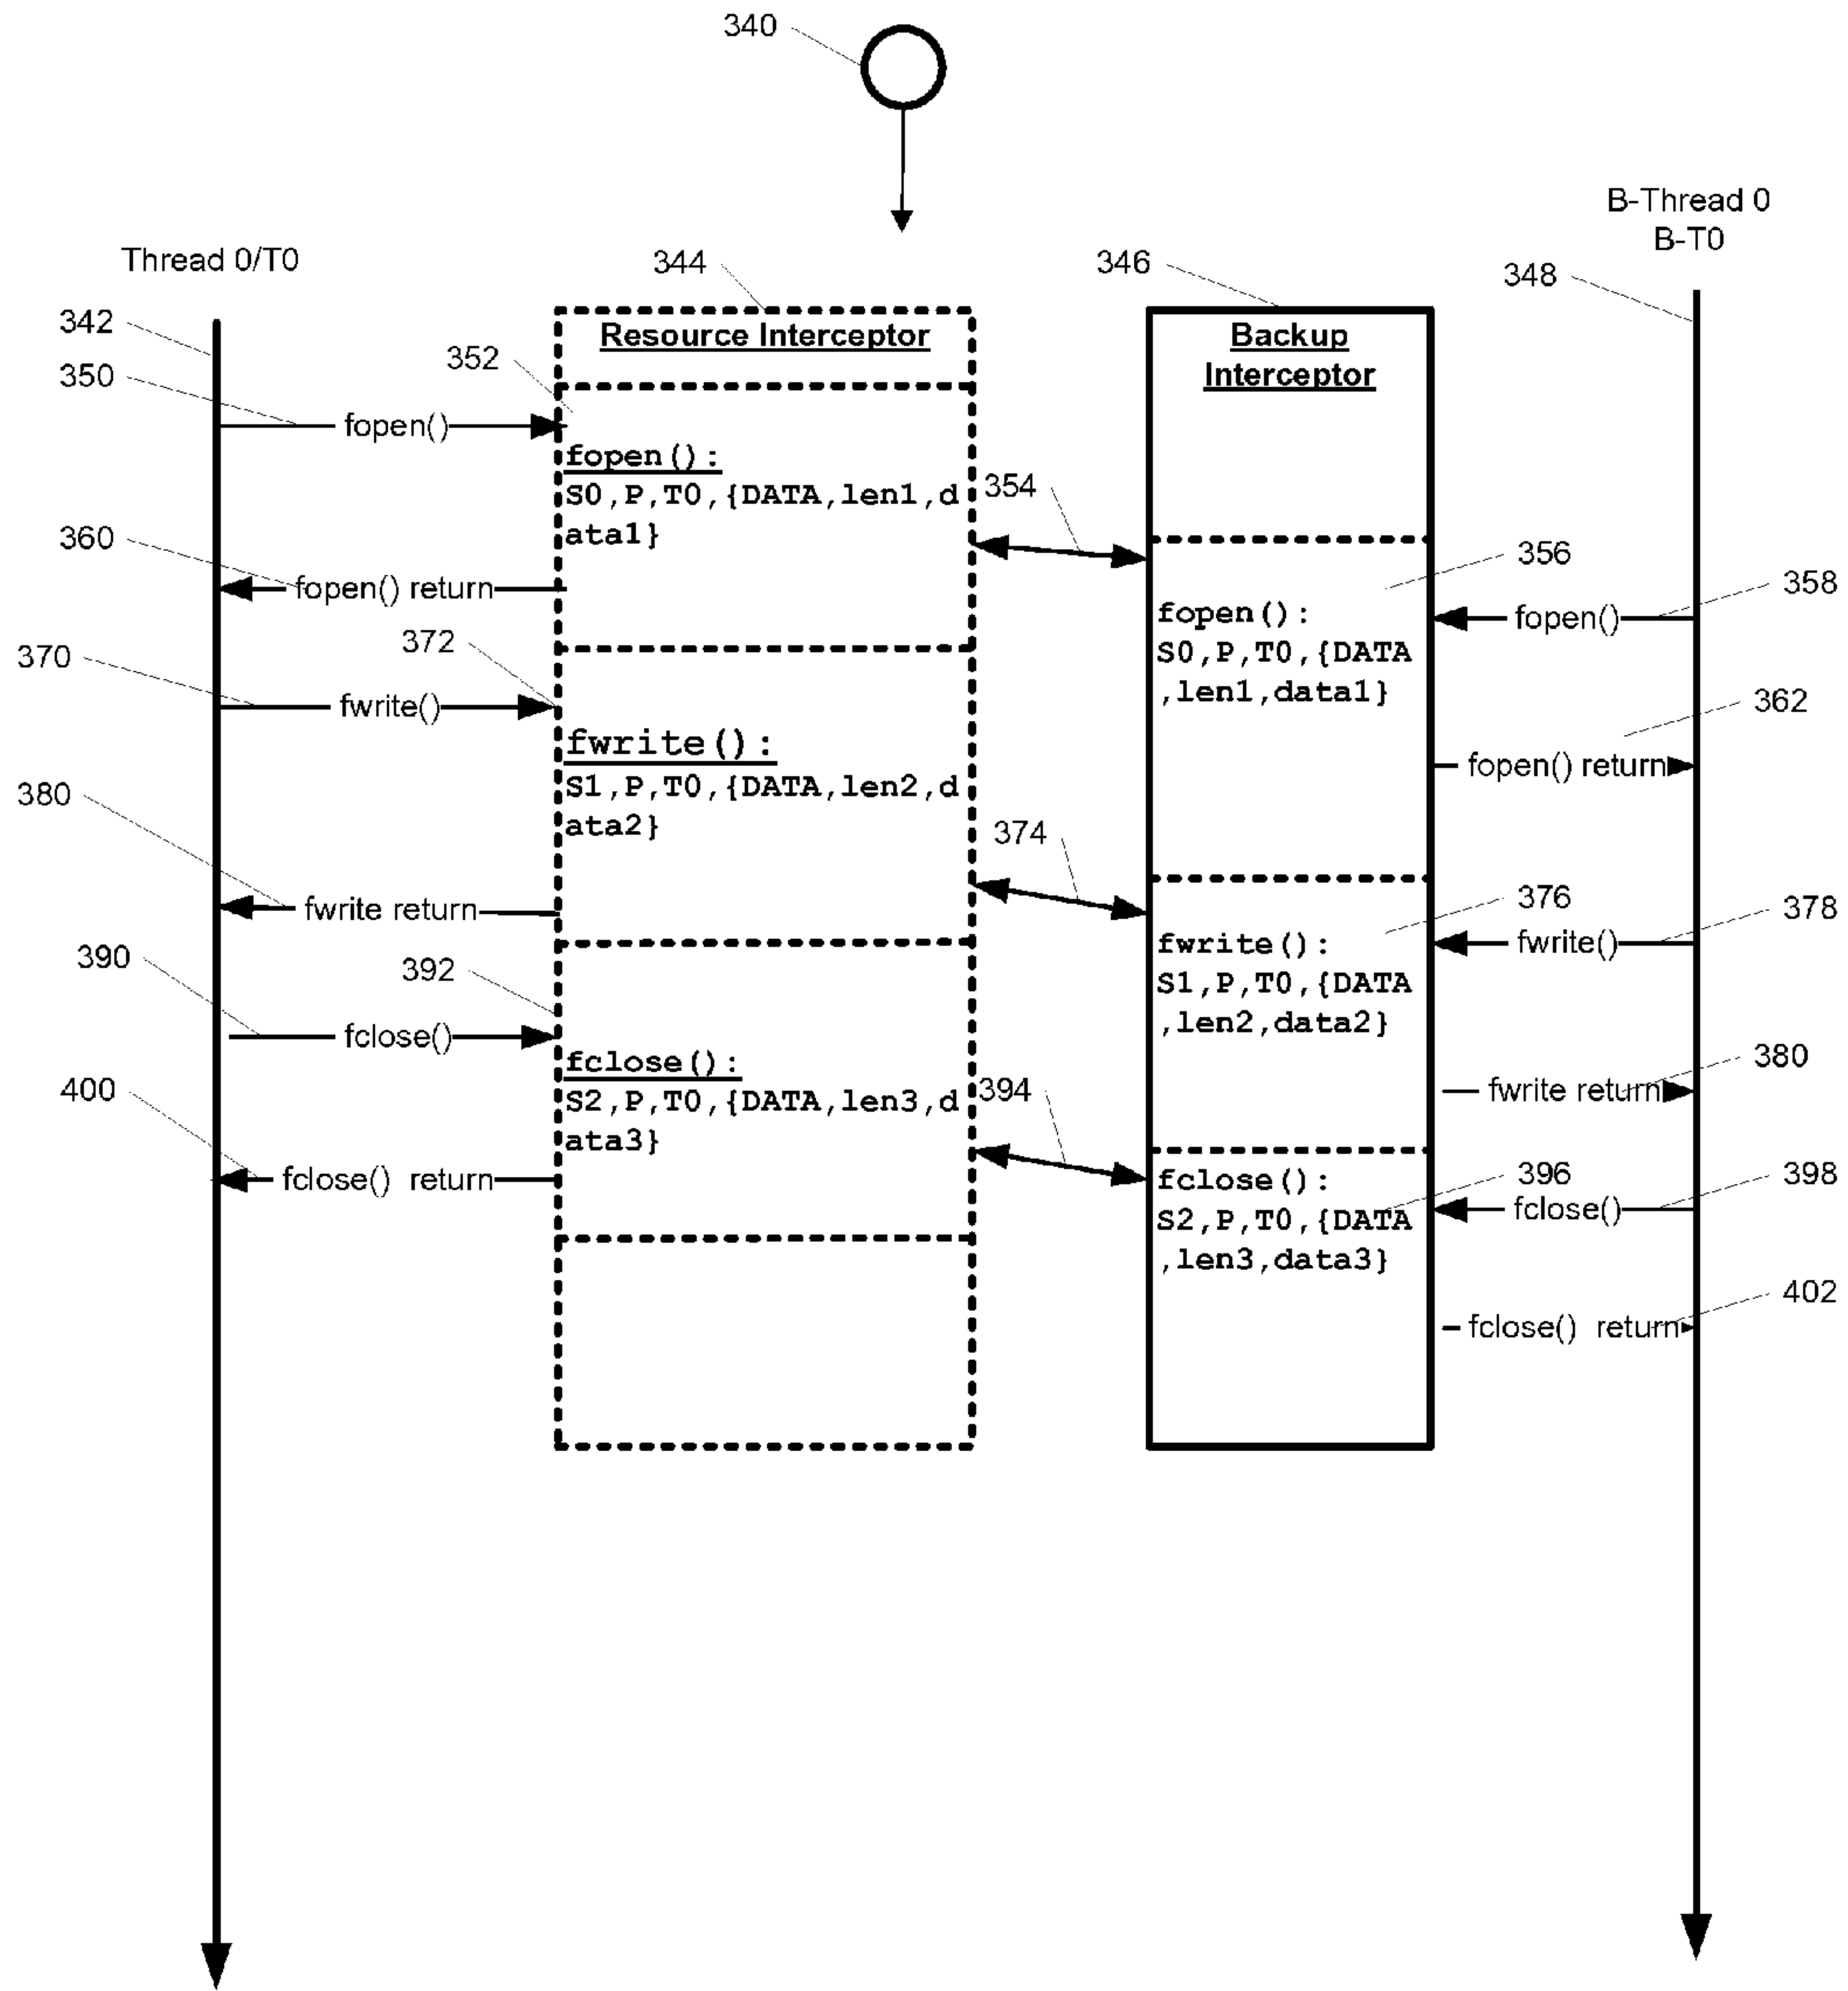 340
B-Thread 0
B-T0
Thread 0/T0
344
346
348
342
Resource Interceptor
Backup
Interceptor
350
352
fopen()
fopen():
S0,P,T0,{DATA,len1,d
ata1}
354
360
fopen() return
356
358
fopen()
fopen():
S0,P,T0,{DATA
,len1,data1}
362
fopen() return
370
372
fwrite()
fwrite():
S1,P,T0,{DATA,len2,d
ata2}
374
380
fwrite return
376
378
fwrite()
fwrite():
S1,P,T0,{DATA
,len2,data2}
380
fwrite return
390
392
fclose()
fclose():
S2,P,T0,{DATA,len3,d
ata3}
394
400
fclose() return
396
398
fclose()
fclose():
S2,P,T0,{DATA
,len3,data3}
402
fclose() return